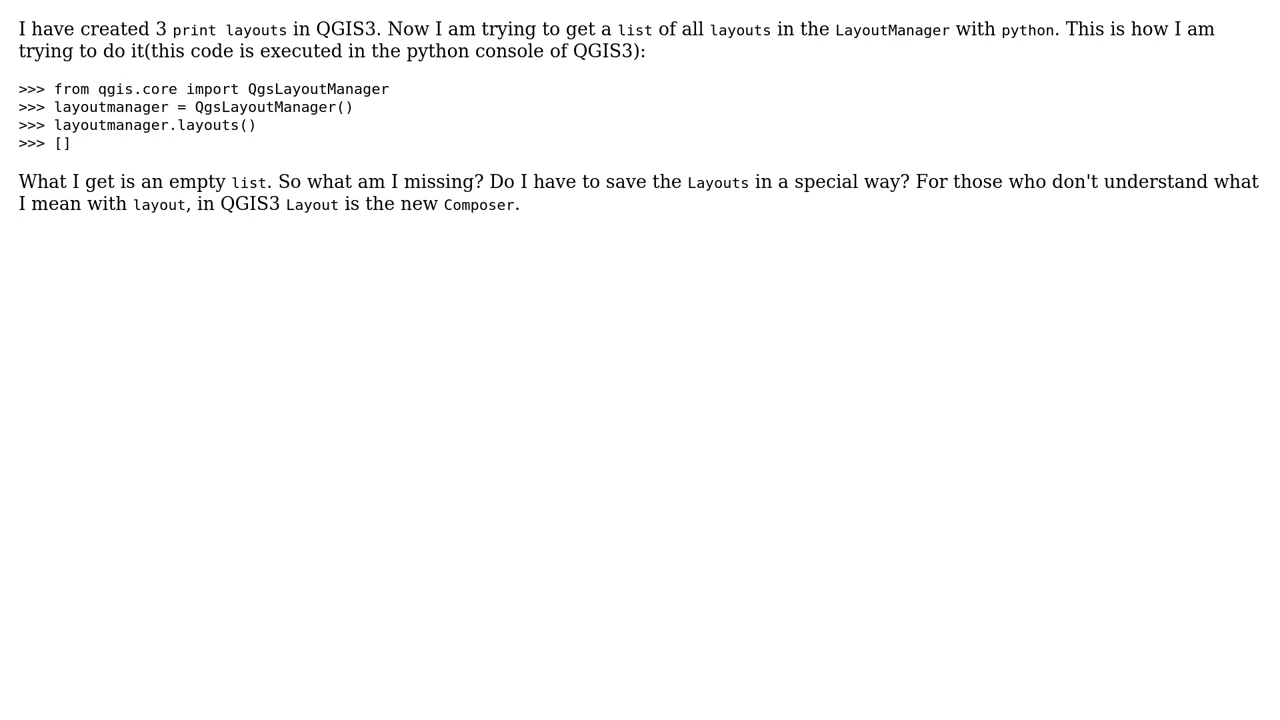 I have created 3 print layouts in QGIS3. Now I am trying to get a list of all layouts in the LayoutManager with python. This is how I am
trying to do it(this code is executed in the python console of QGIS3):
>>> from qgis.core import QgsLayoutManager
>>> layoutmanager = QgsLayoutManager()
>>> layoutmanager.layouts()
>>> []
What I get is an empty list. So what am I missing? Do I have to save the Layouts in a special way? For those who don't understand what
I mean with layout, in QGIS3 Layout is the new Composer.